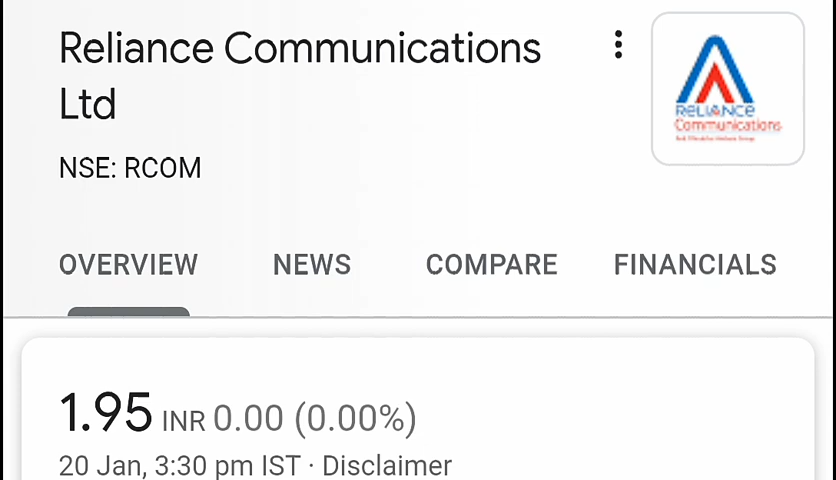 Reliance Communications
Ltd
NSE: RCOM
RELIANCE
Communications
OVERVIEW NEWS COMPARE FINANCIALS
1.95 INR 0.00 (0.00%)
20 Jan, 3:30 pm IST · Disclaimer